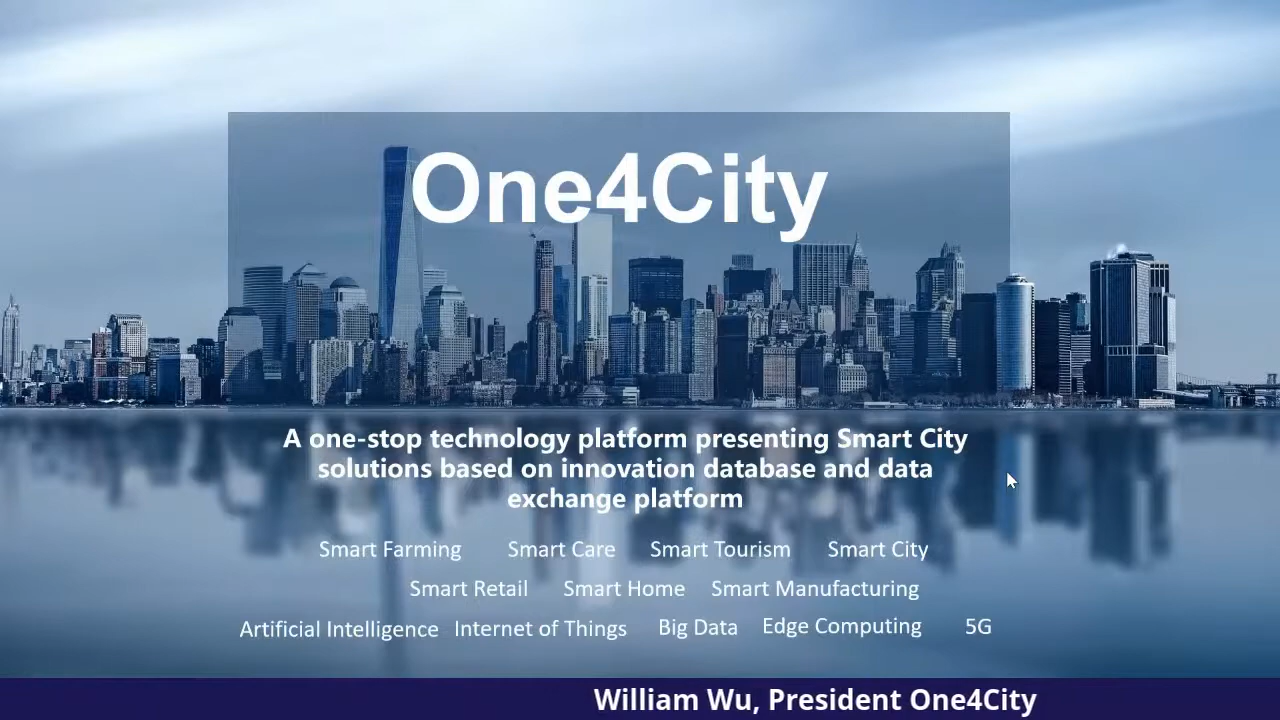 One4City
A one-stop technology platform presenting Smart City
solutions based on innovation database and data
exchange platform
Smart Farming Smart Care Smart Tourism Smart City
Smart Retail Smart Home Smart Manufacturing
Artificial Intelligence Internet of Things Big Data Edge Computing 5G
William Wu, President One4City